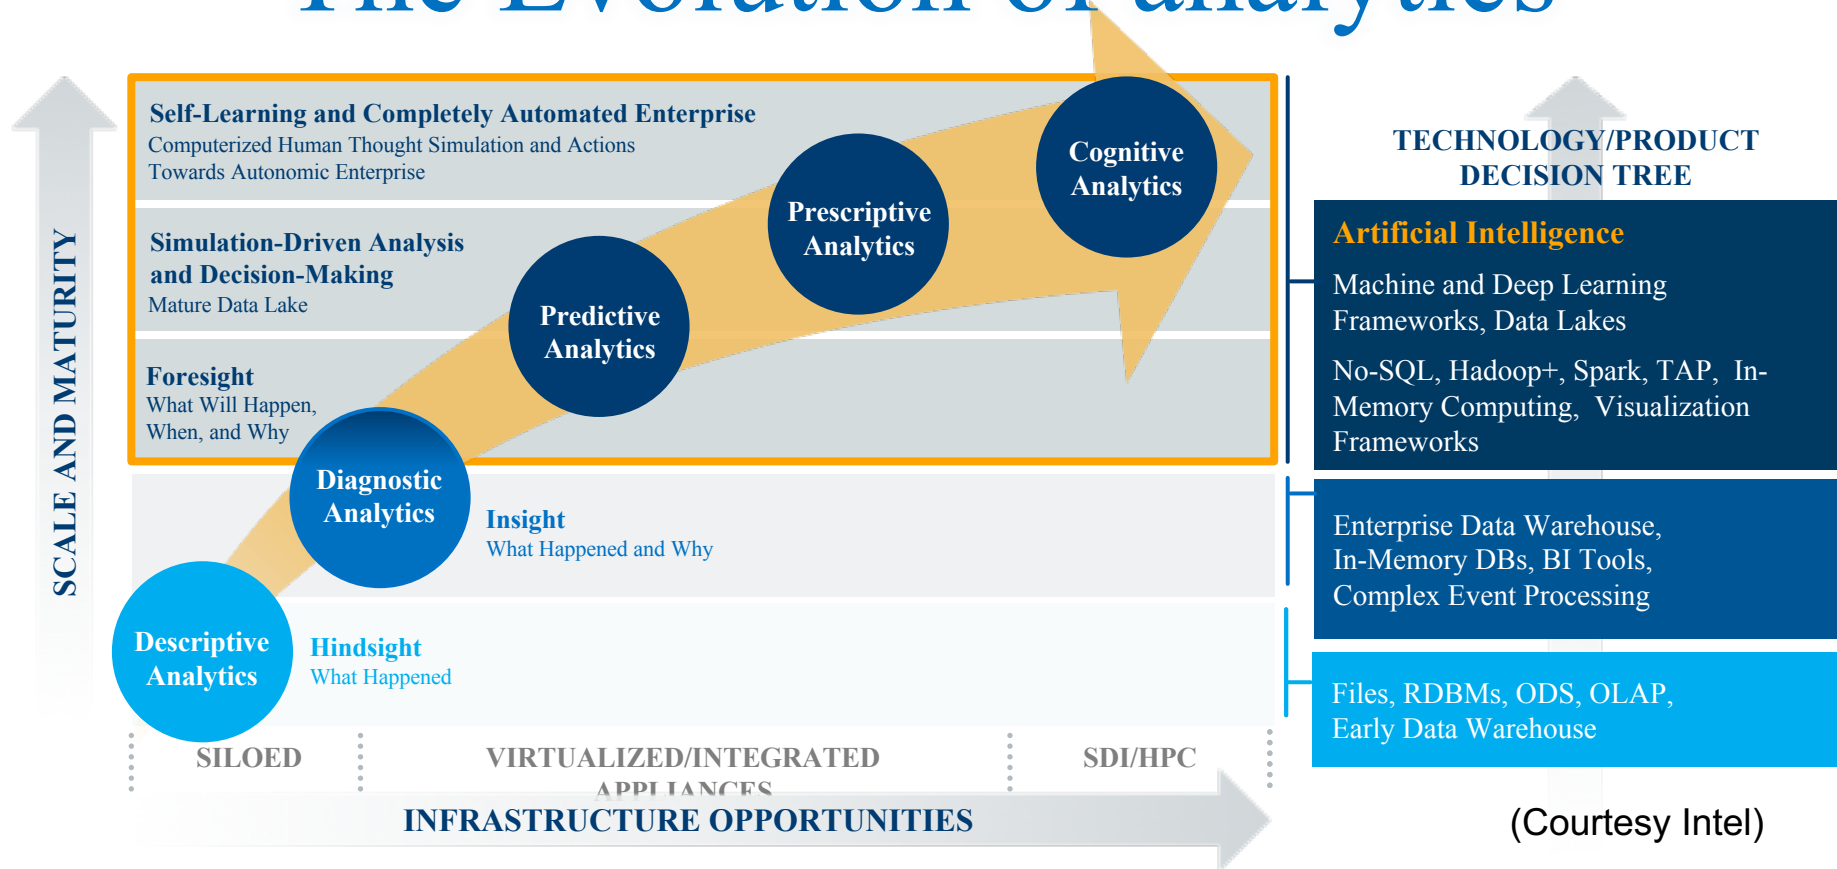 The Evolution of analytics
Self-Learning and Completely Automated Enterprise
Computerized Human Thought Simulation and Actions
Towards Autonomic Enterprise
Simulation-Driven Analysis
and Decision-Making
Mature Data Lake
Foresight
What Will Happen,
When, and Why
Cognitive
Analytics
Prescriptive
Analytics
Predictive
Analytics
Diagnostic
Analytics
Insight
What Happened and Why
Descriptive
Analytics
Hindsight
What Happened
SCALE AND MATURITY
SILOED
VIRTUALIZED/INTEGRATED
APPLIANCES
SDI/HPC
INFRASTRUCTURE OPPORTUNITIES
TECHNOLOGY/PRODUCT
DECISION TREE
Artificial Intelligence
Machine and Deep Learning
Frameworks, Data Lakes
No-SQL, Hadoop+, Spark, TAP, In-
Memory Computing, Visualization
Frameworks
Enterprise Data Warehouse,
In-Memory DBs, BI Tools,
Complex Event Processing
Files, RDBMs, ODS, OLAP,
Early Data Warehouse
(Courtesy Intel)